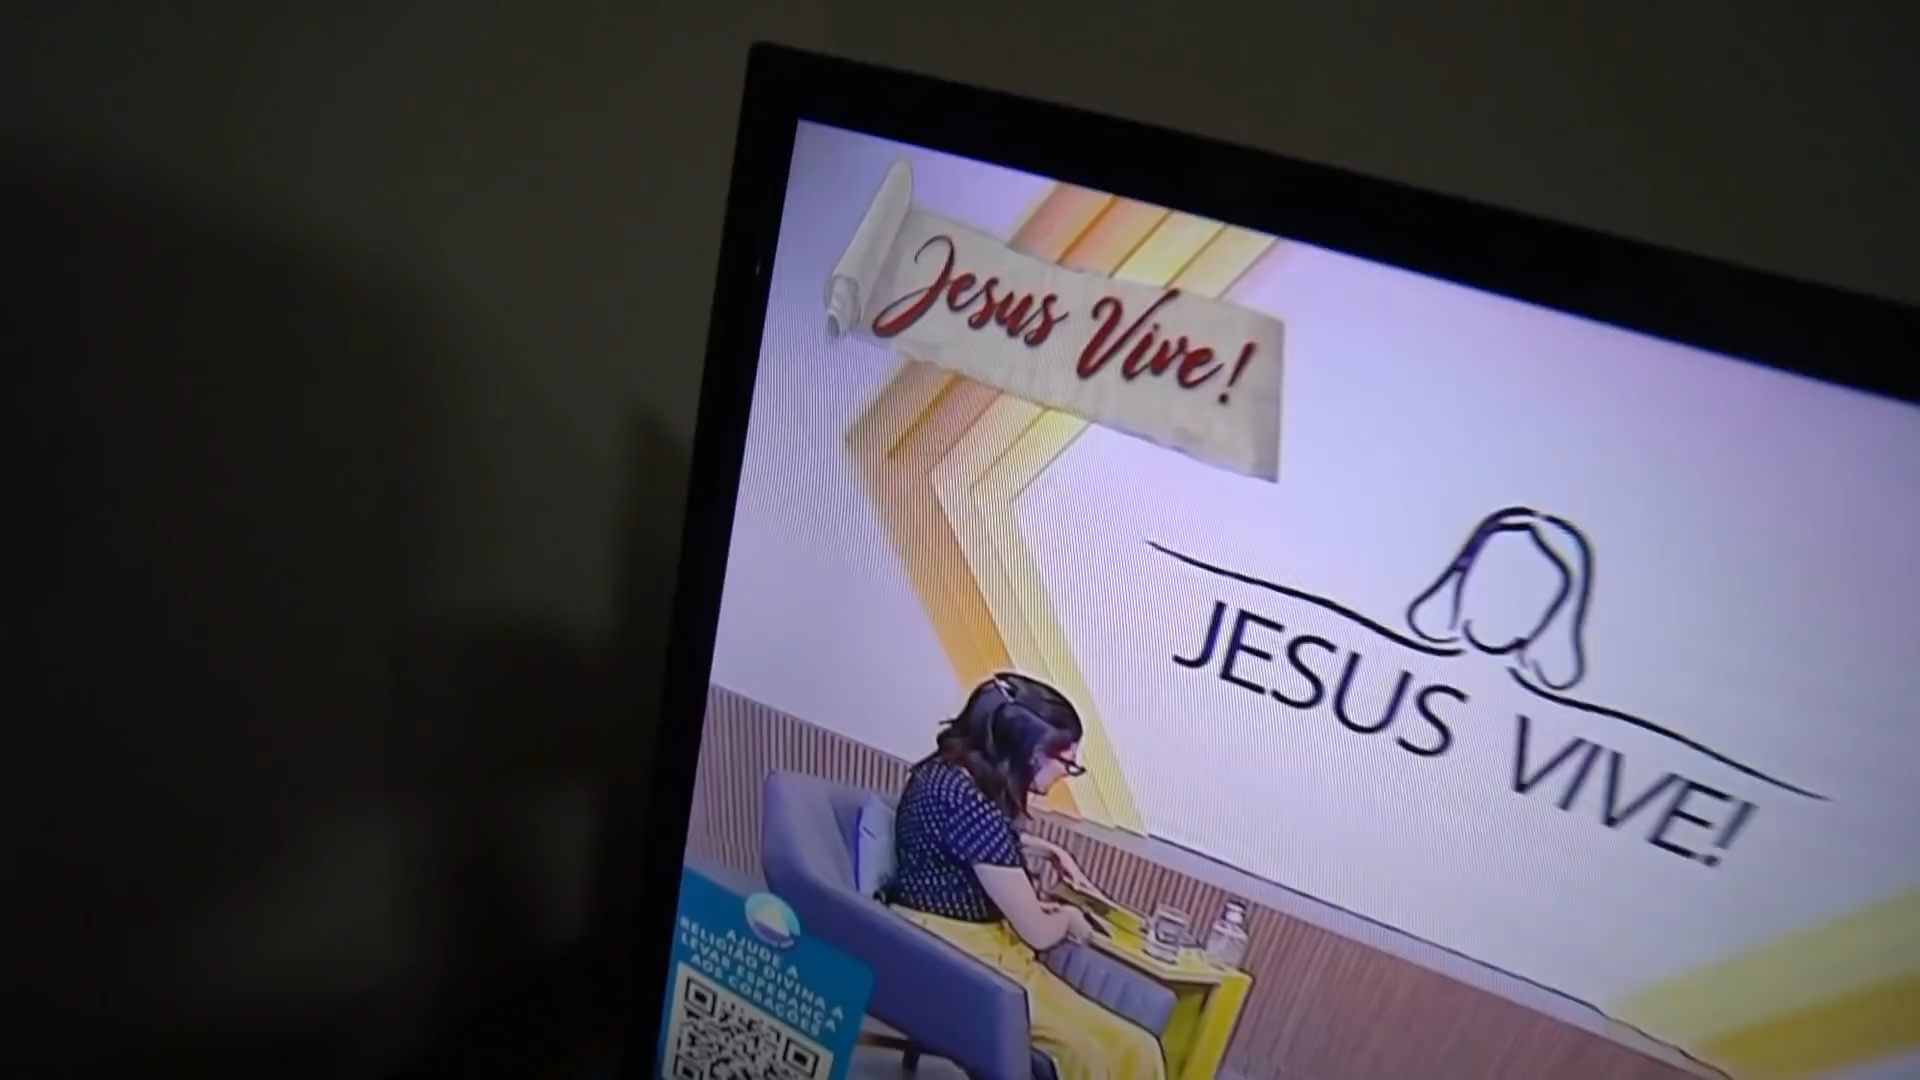 Jesus Vive!
JESUS VIVE!
AJUDE A
RELIGIÃO DIVINA A
LEVAR ESPERANÇA
AOS CORAÇÕES